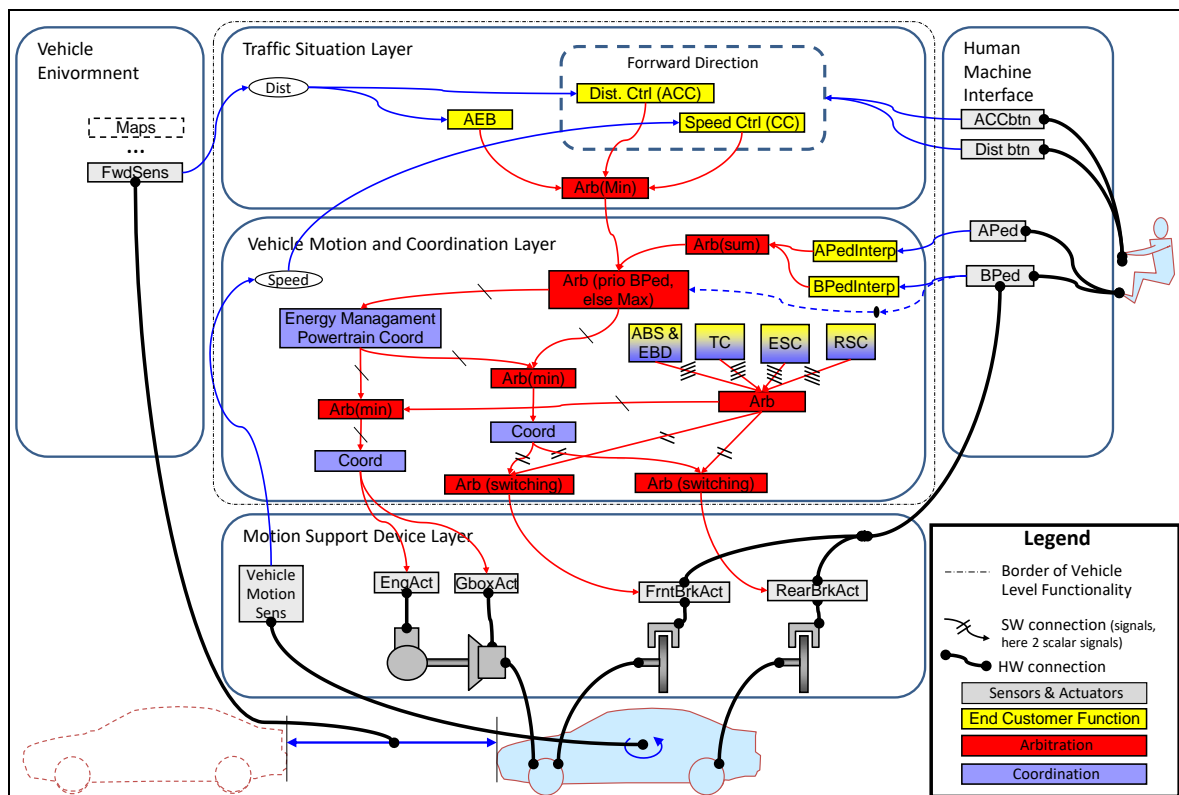 Vehicle
Enivormnent
Maps
...
FwdSens
Traffic Situation Layer
Dist
Forrward Direction
Dist. Ctrl (ACC)
AEB
Speed Ctrl (CC)
Arb(Min)
Human
Machine
Interface
ACCbtn
Dist btn
APed
BPed
Vehicle Motion and Coordination Layer
Speed
Arb(sum)
APedInterp
BPedInterp
Arb (prio BPed,
else Max)
Energy Managament
Powertrain Coord
ABS &
EBD
TC
ESC
RSC
Arb(min)
Arb(min)
Arb
Coord
Coord
Arb (switching)
Arb (switching)
Motion Support Device Layer
Vehicle
Motion
Sens
EngAct
GboxAct
FrntBrkAct
RearBrkAct
Legend
Border of Vehicle
Level Functionality
SW connection (signals,
here 2 scalar signals)
HW connection
Sensors & Actuators
End Customer Function
Arbitration
Coordination